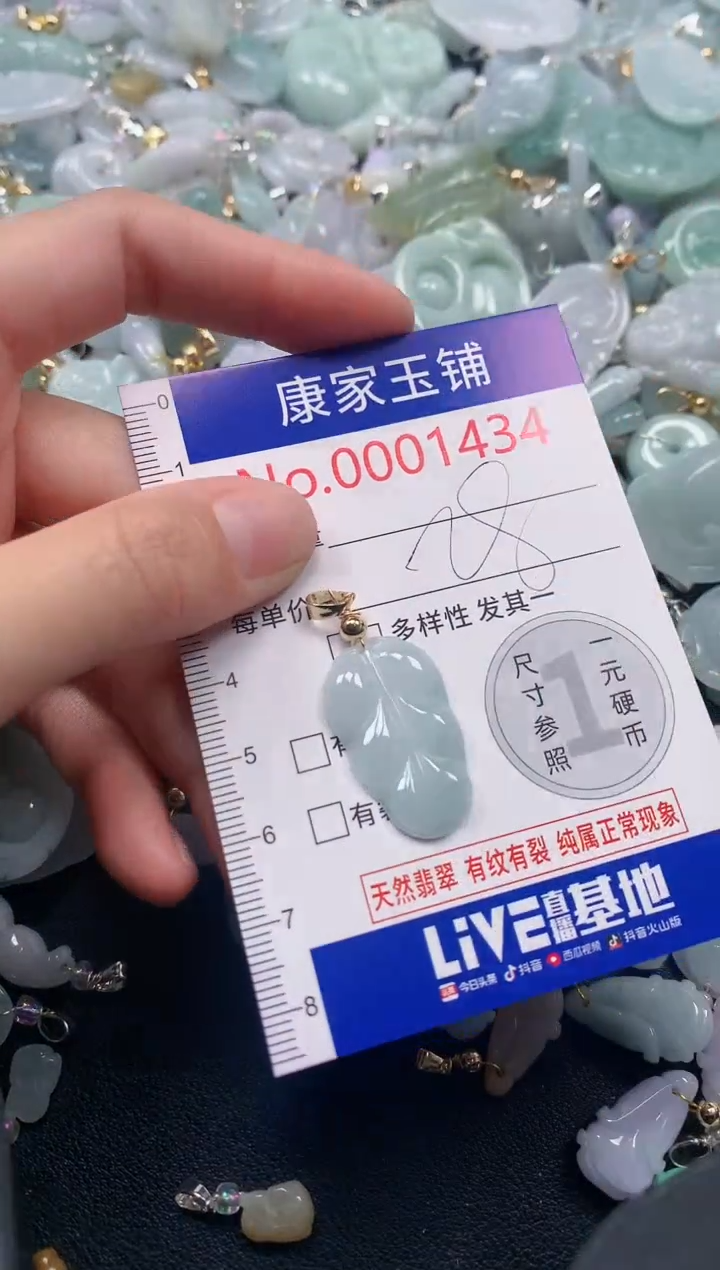 康家玉铺
No.0001434
0
1
每单价
多样性 发其一
4
尺寸参照
1
一元硬币
5
6
有
天然翡翠 有纹有裂 纯属正常现象
7
LiVE直播基地
今日头条 抖音 西瓜视频 抖音火山版
8